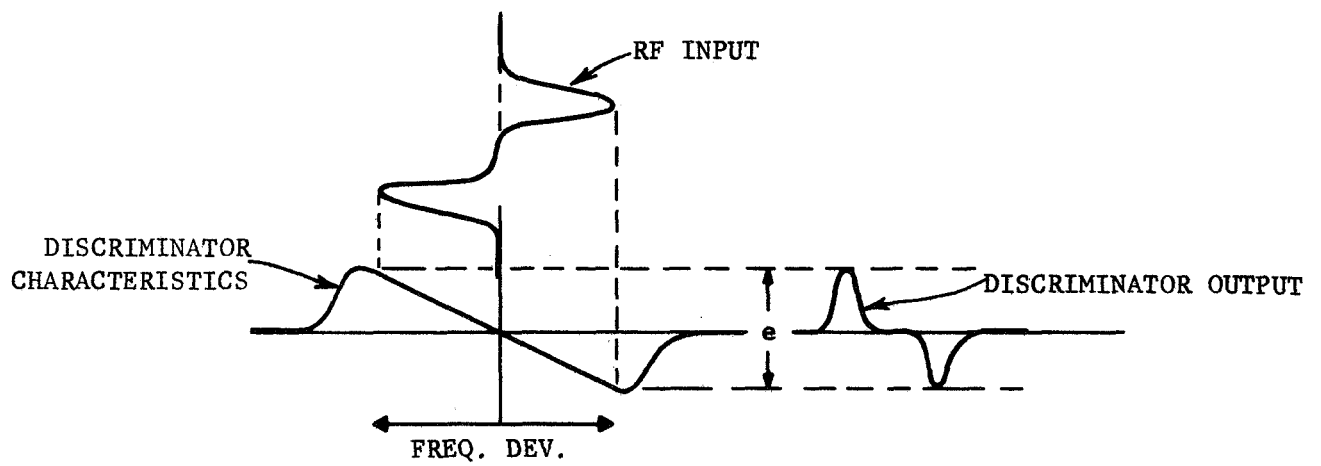 RF INPUT
DISCRIMINATOR
CHARACTERISTICS
DISCRIMINATOR OUTPUT
e
FREQ. DEV.